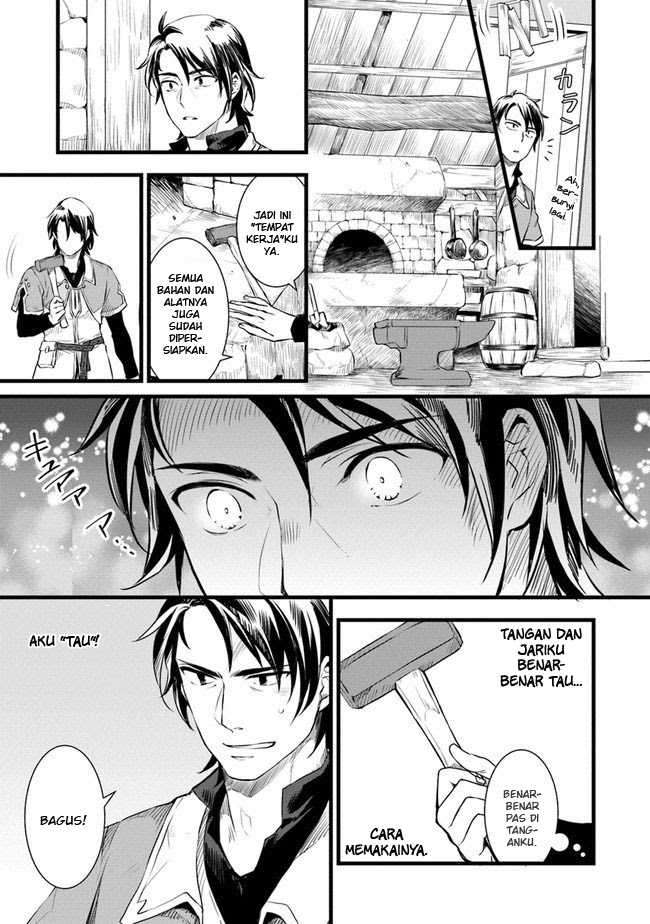 カラン
Ah,
Ber-
bunyi
lagi.
JADI INI
"TEMPAT
KERJA"KU
YA.
SEMUA
BAHAN DAN
ALATNYA
JUGA
SUDAH
DIPER-
SIAPKAN.
キュアアァ...
TANGAN DAN
JARIKU
BENAR-
BENAR TAU...
BENAR-
BENAR
PAS DI
TANG-
ANKU.
CARA
MEMAKAINYA.
AKU "TAU"!
BAGUS!